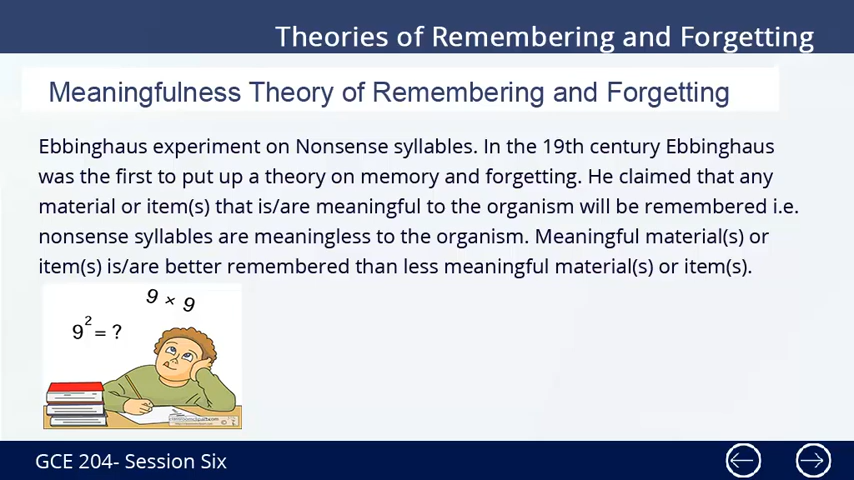 Theories of Remembering and Forgetting
Meaningfulness Theory of Remembering and Forgetting
Ebbinghaus experiment on Nonsense syllables. In the 19th century Ebbinghaus
was the first to put up a theory on memory and forgetting. He claimed that any
material or item(s) that is/are meaningful to the organism will be remembered i.e.
nonsense syllables are meaningless to the organism. Meaningful material(s) or
item(s) is/are better remembered than less meaningful material(s) or item(s).
9 × 9
9² = ?
GCE 204- Session Six